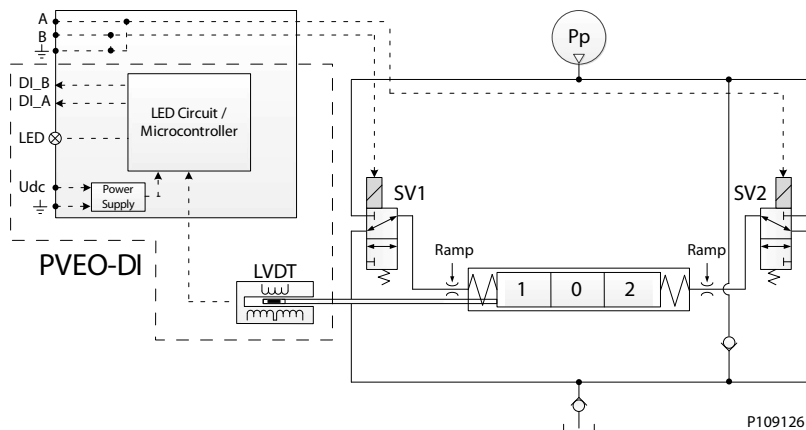 A
B
DI_B
DI_A
LED
Udc
LED Circuit /
Microcontroller
Power
Supply
PVEO-DI
LVDT
Pp
SV1
SV2
Ramp
Ramp
1 0 2
P109126